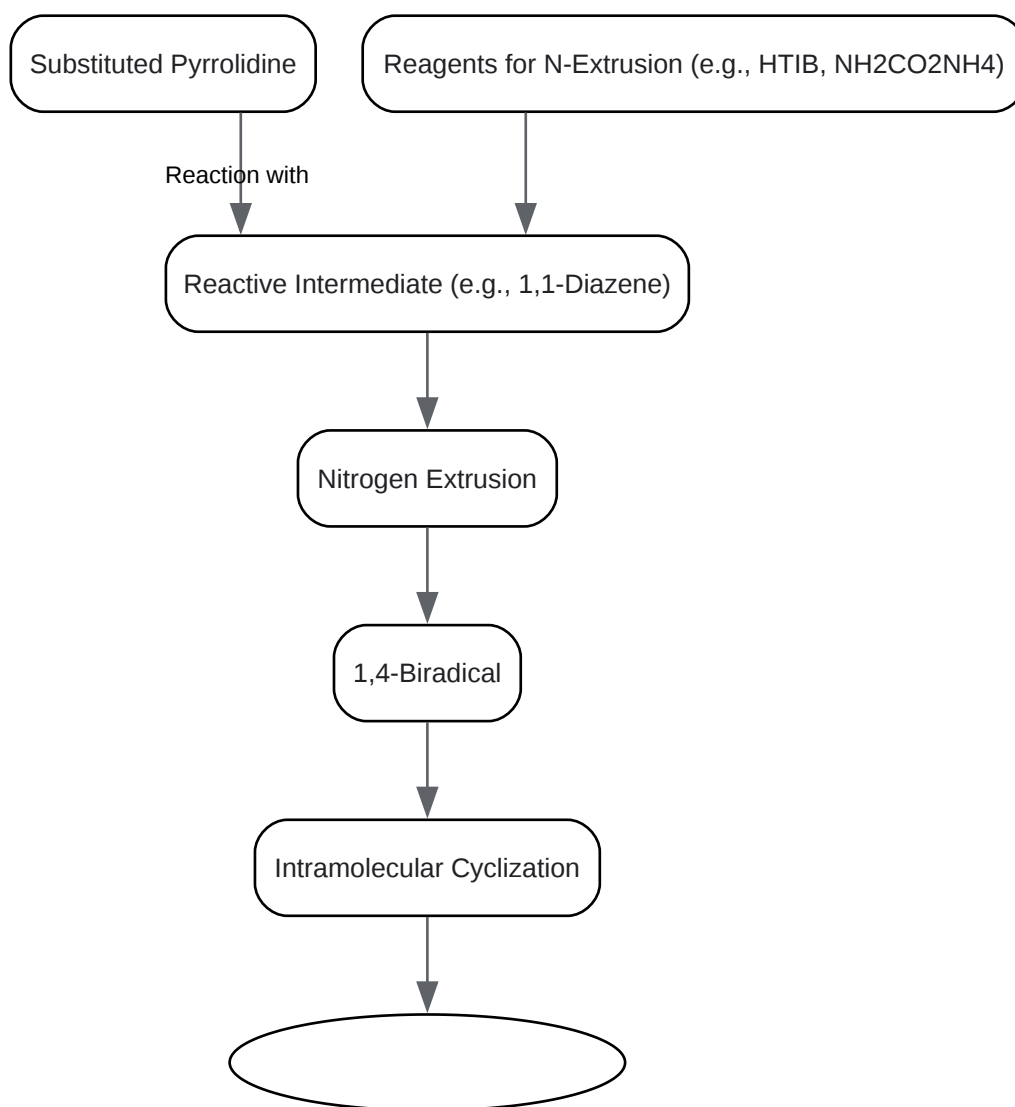 Substituted Pyrrolidine
Reagents for N-Extrusion (e.g., HTIB, NH2CO2NH4)
Reaction with
Reactive Intermediate (e.g., 1,1-Diazene)
Nitrogen Extrusion
1,4-Biradical
Intramolecular Cyclization